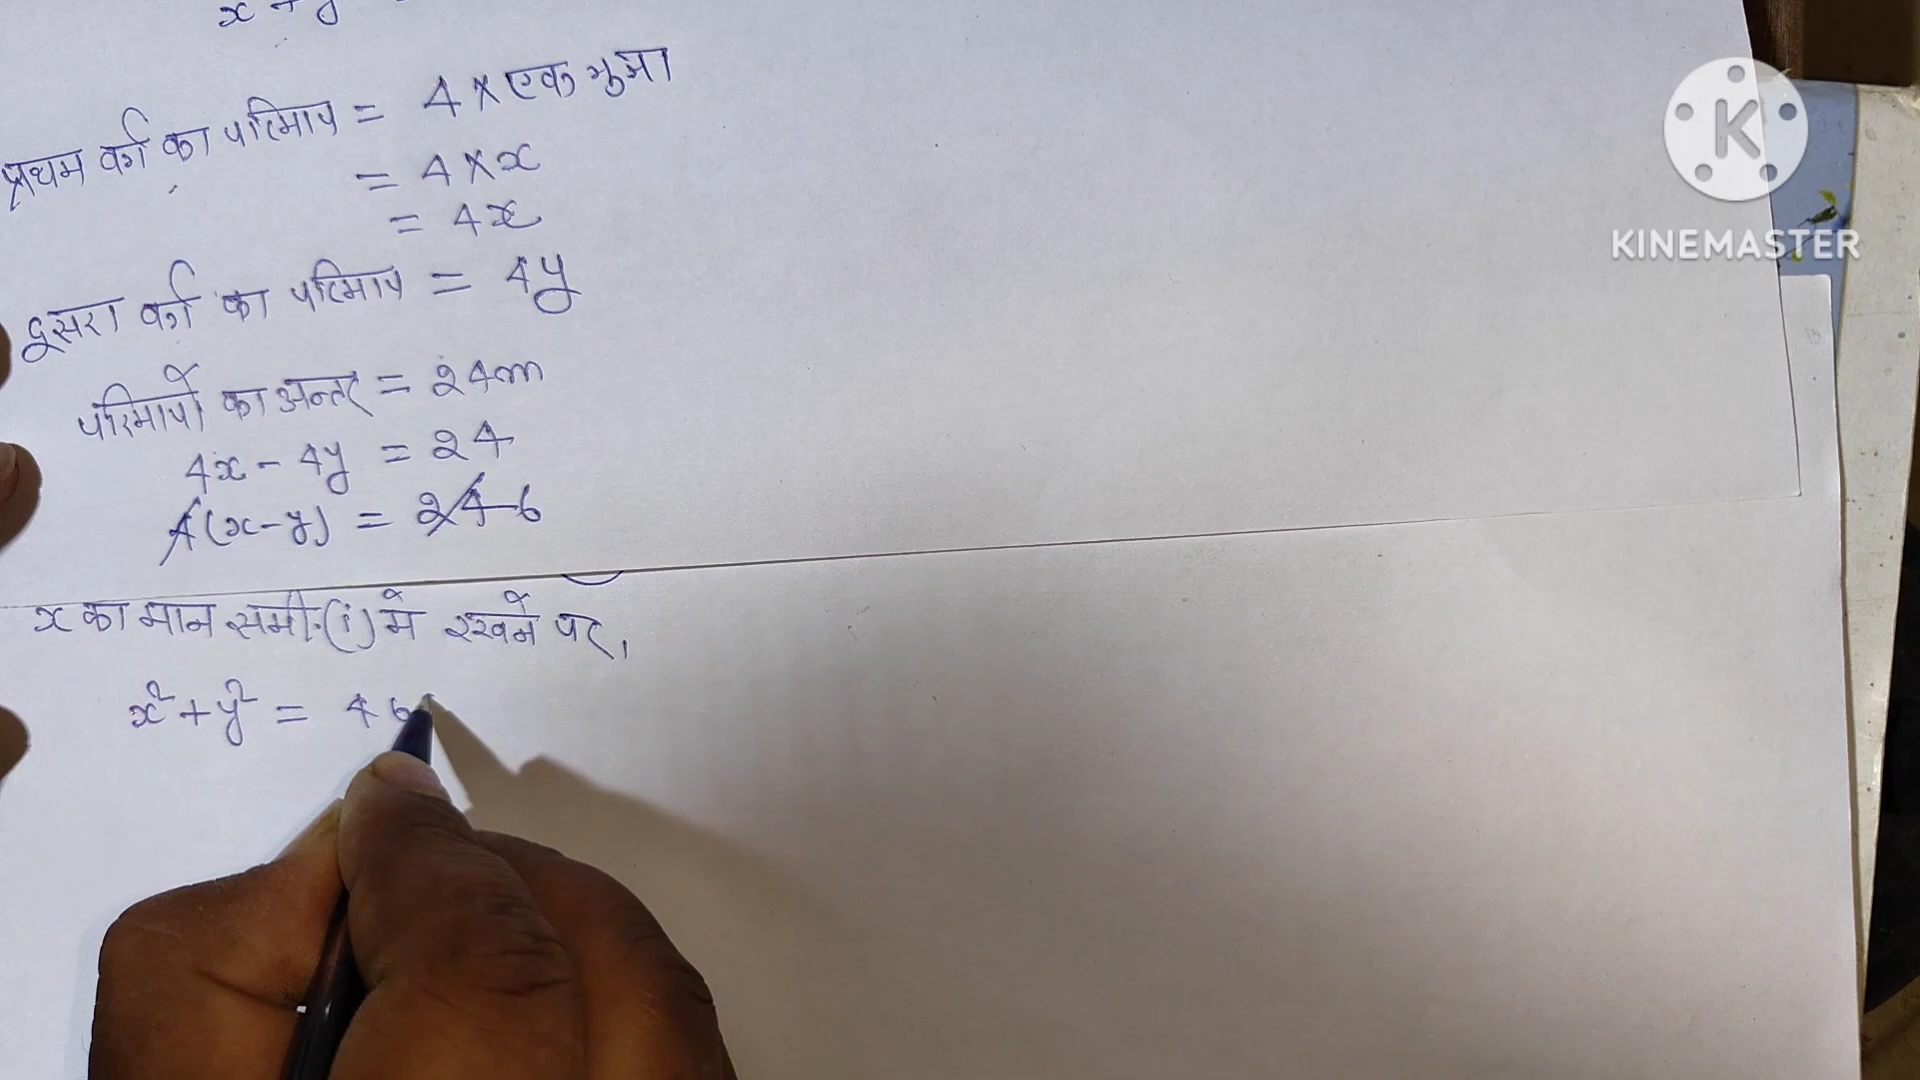 x + y
प्रथम वर्ग का परिमाप = 4 × एक भुजा
= 4 × x
= 4x
दूसरा वर्ग का परिमाप = 4y
परिमापों का अन्तर = 24m
4x - 4y = 24
4(x - y) = 24 6
x का मान समी.(i) में रखने पर,
x² + y² = 46
K
KINEMASTER